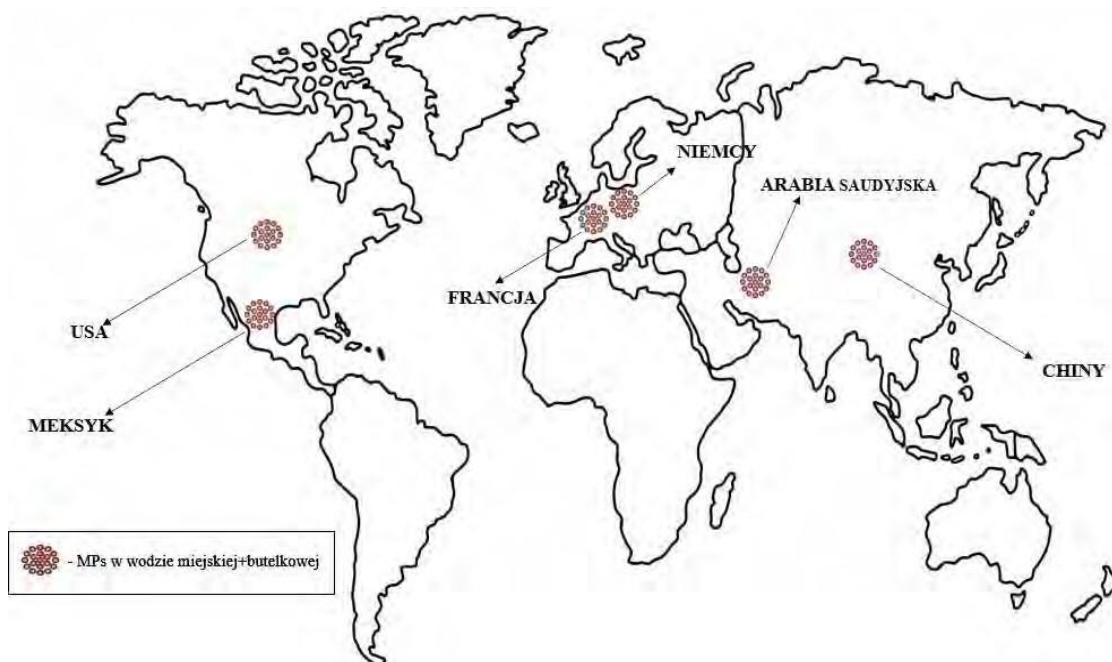 NIEMCY
ARABIA SAUDYJSKA
FRANCJA
USA
CHINY
MEKSYK
- MPs w wodzie miejskiej+butelkowej